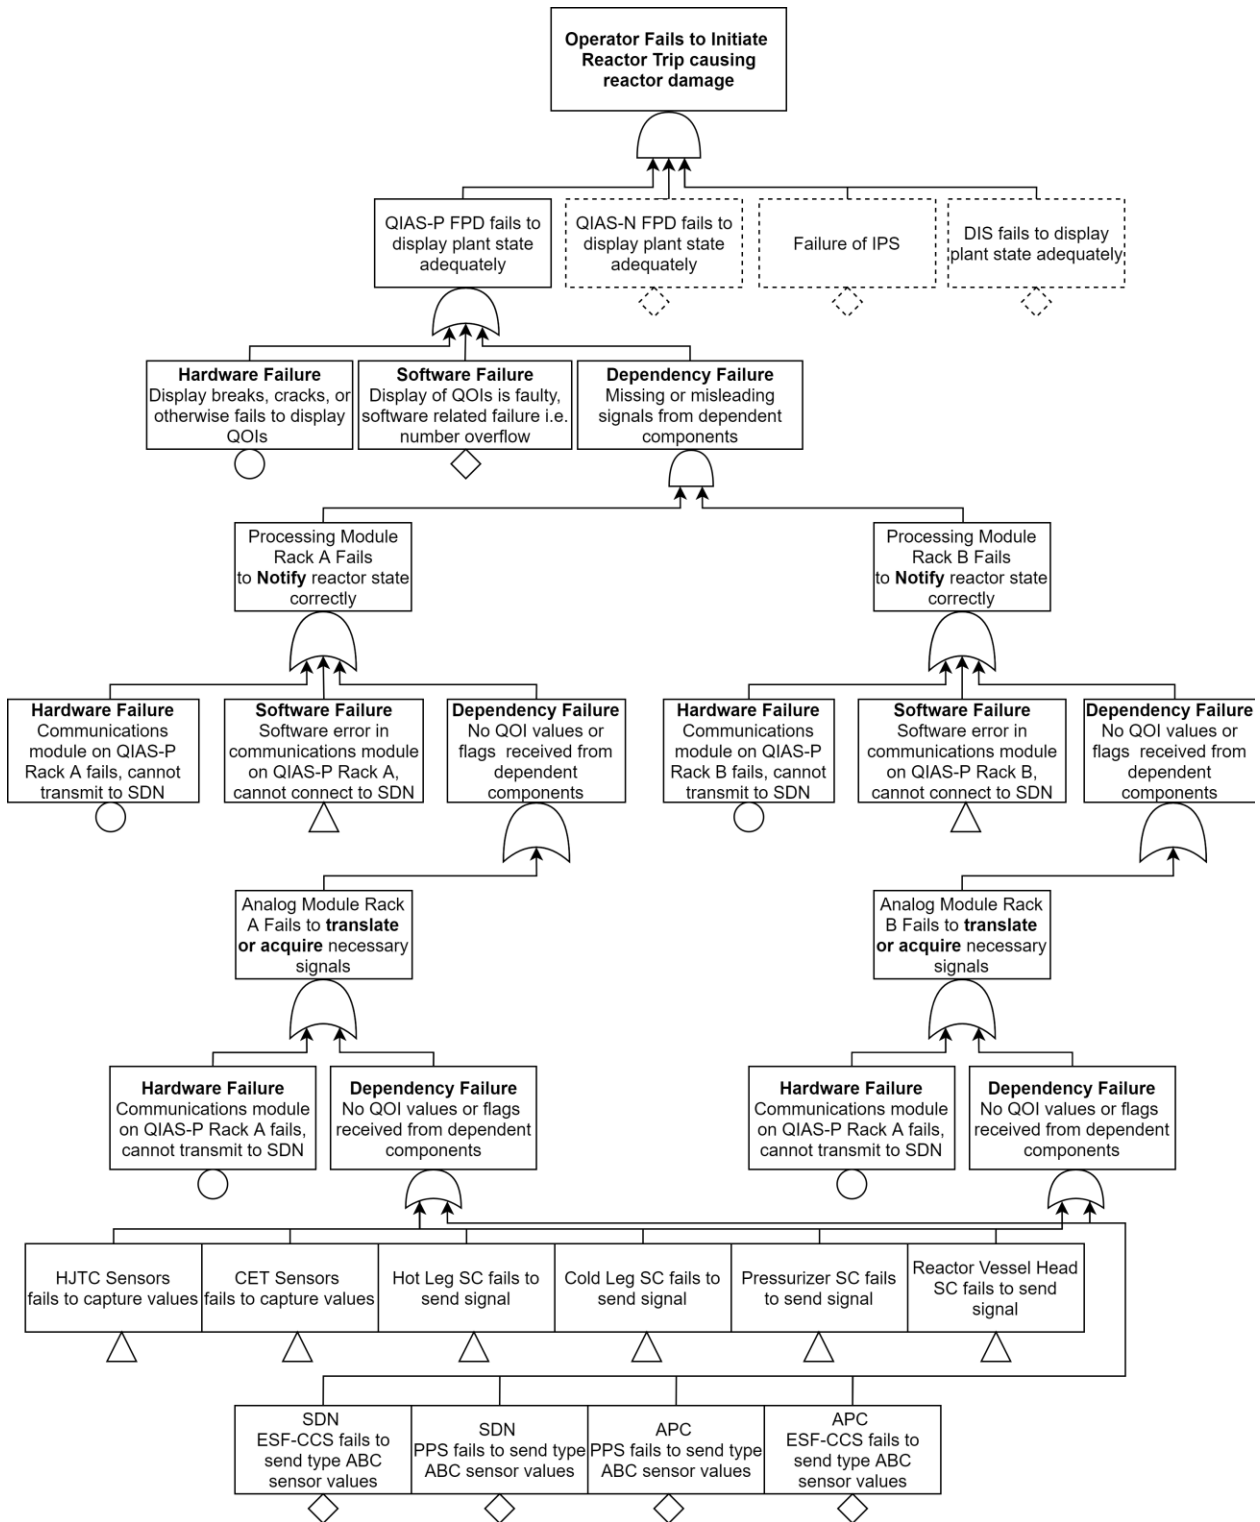 Operator Fails to Initiate
Reactor Trip causing
reactor damage
QIAS-P FPD fails to
display plant state
adequately
QIAS-N FPD fails to
display plant state
adequately
Failure of IPS
DIS fails to display
plant state adequately
Hardware Failure
Display breaks, cracks, or
otherwise fails to display
QOIs
Software Failure
Display of QOIs is faulty,
software related failure i.e.
number overflow
Dependency Failure
Missing or misleading
signals from dependent
components
Processing Module
Rack A Fails
to Notify reactor state
correctly
Processing Module
Rack B Fails
to Notify reactor state
correctly
Hardware Failure
Communications
module on QIAS-P
Rack A fails, cannot
transmit to SDN
Software Failure
Software error in
communications module
on QIAS-P Rack A,
cannot connect to SDN
Dependency Failure
No QOI values or
flags received from
dependent
components
Hardware Failure
Communications
module on QIAS-P
Rack B fails, cannot
transmit to SDN
Software Failure
Software error in
communications module
on QIAS-P Rack B,
cannot connect to SDN
Dependency Failure
No QOI values or
flags received from
dependent
components
Analog Module Rack
A Fails to translate
or acquire necessary
signals
Analog Module Rack
B Fails to translate
or acquire necessary
signals
Hardware Failure
Communications module
on QIAS-P Rack A fails,
cannot transmit to SDN
Dependency Failure
No QOI values or flags
received from dependent
components
Hardware Failure
Communications module
on QIAS-P Rack A fails,
cannot transmit to SDN
Dependency Failure
No QOI values or flags
received from dependent
components
HJTC Sensors
fails to capture values
CET Sensors
fails to capture values
Hot Leg SC fails to
send signal
Cold Leg SC fails to
send signal
Pressurizer SC fails
to send signal
Reactor Vessel Head
SC fails to send
signal
SDN
ESF-CCS fails to
send type ABC
sensor values
SDN
PPS fails to send type
ABC sensor values
APC
PPS fails to send type
ABC sensor values
APC
ESF-CCS fails to
send type ABC
sensor values